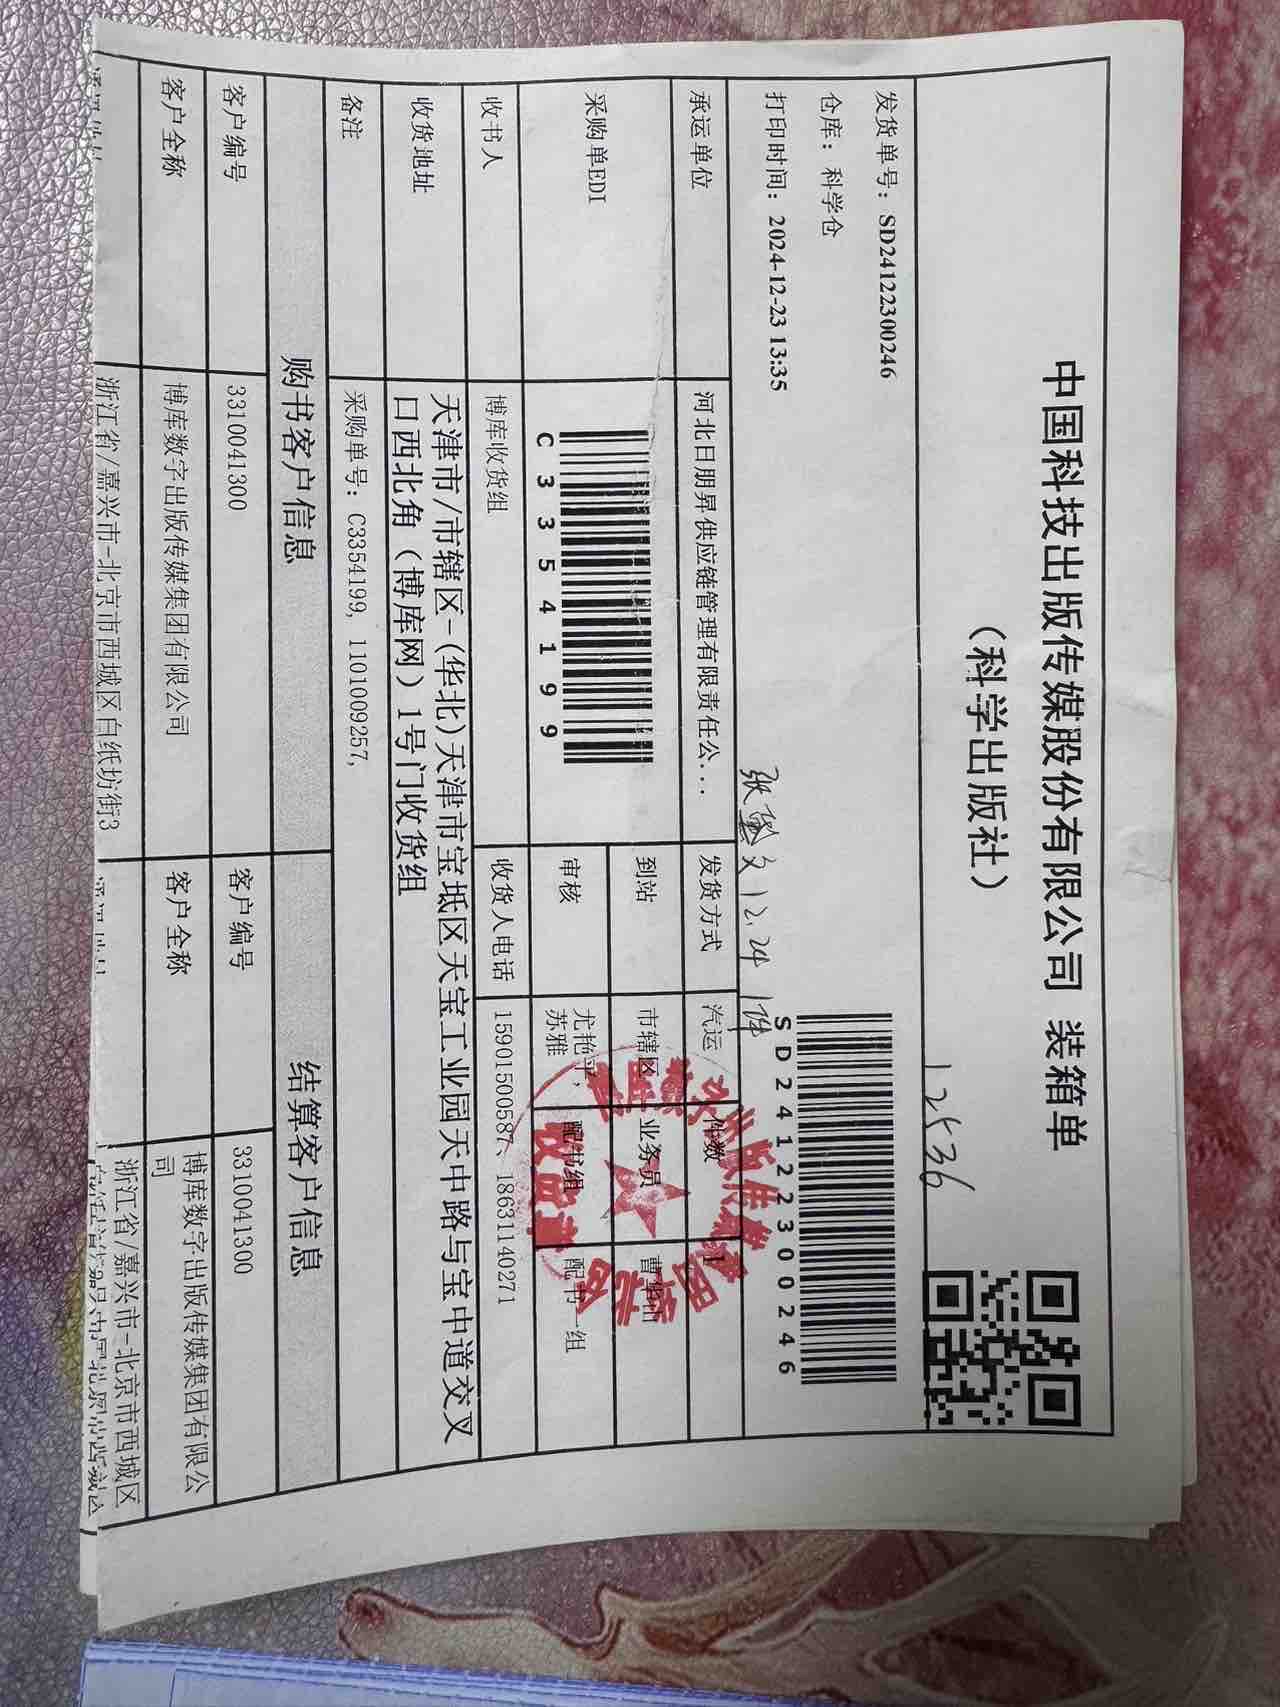 中国科技出版传媒股份有限公司 装箱单
（科学出版社）
12536
发货单号：SD2412230246
仓库：科学仓
打印时间：2024-12-23 13:35
SD2412230246
12.24 1件
承运单位 河北日朋昇供应链管理有限责任公... 发货方式 汽运 件数 1
采购单EDI C3354199 到站 市辖区 业务员
审核 尤艳平,苏雅 配书组 配书一组
收书人 博库收货组 收货人电话 15901500587、18631140271
收货地址 天津市/市辖区-(华北)天津市宝坻区天宝工业园天中路与宝中道交叉
口西北角（博库网）1号门收货组
备注 采购单号：C3354199, 1101009257,
购书客户信息 结算客户信息
客户编号 3310041300 客户编号 3310041300
客户全称 博库数字出版传媒集团有限公司 客户全称 博库数字出版传媒集团有限公
司
浙江省/嘉兴市-北京市西城区白纸坊街3 浙江省/嘉兴市-北京市西城区